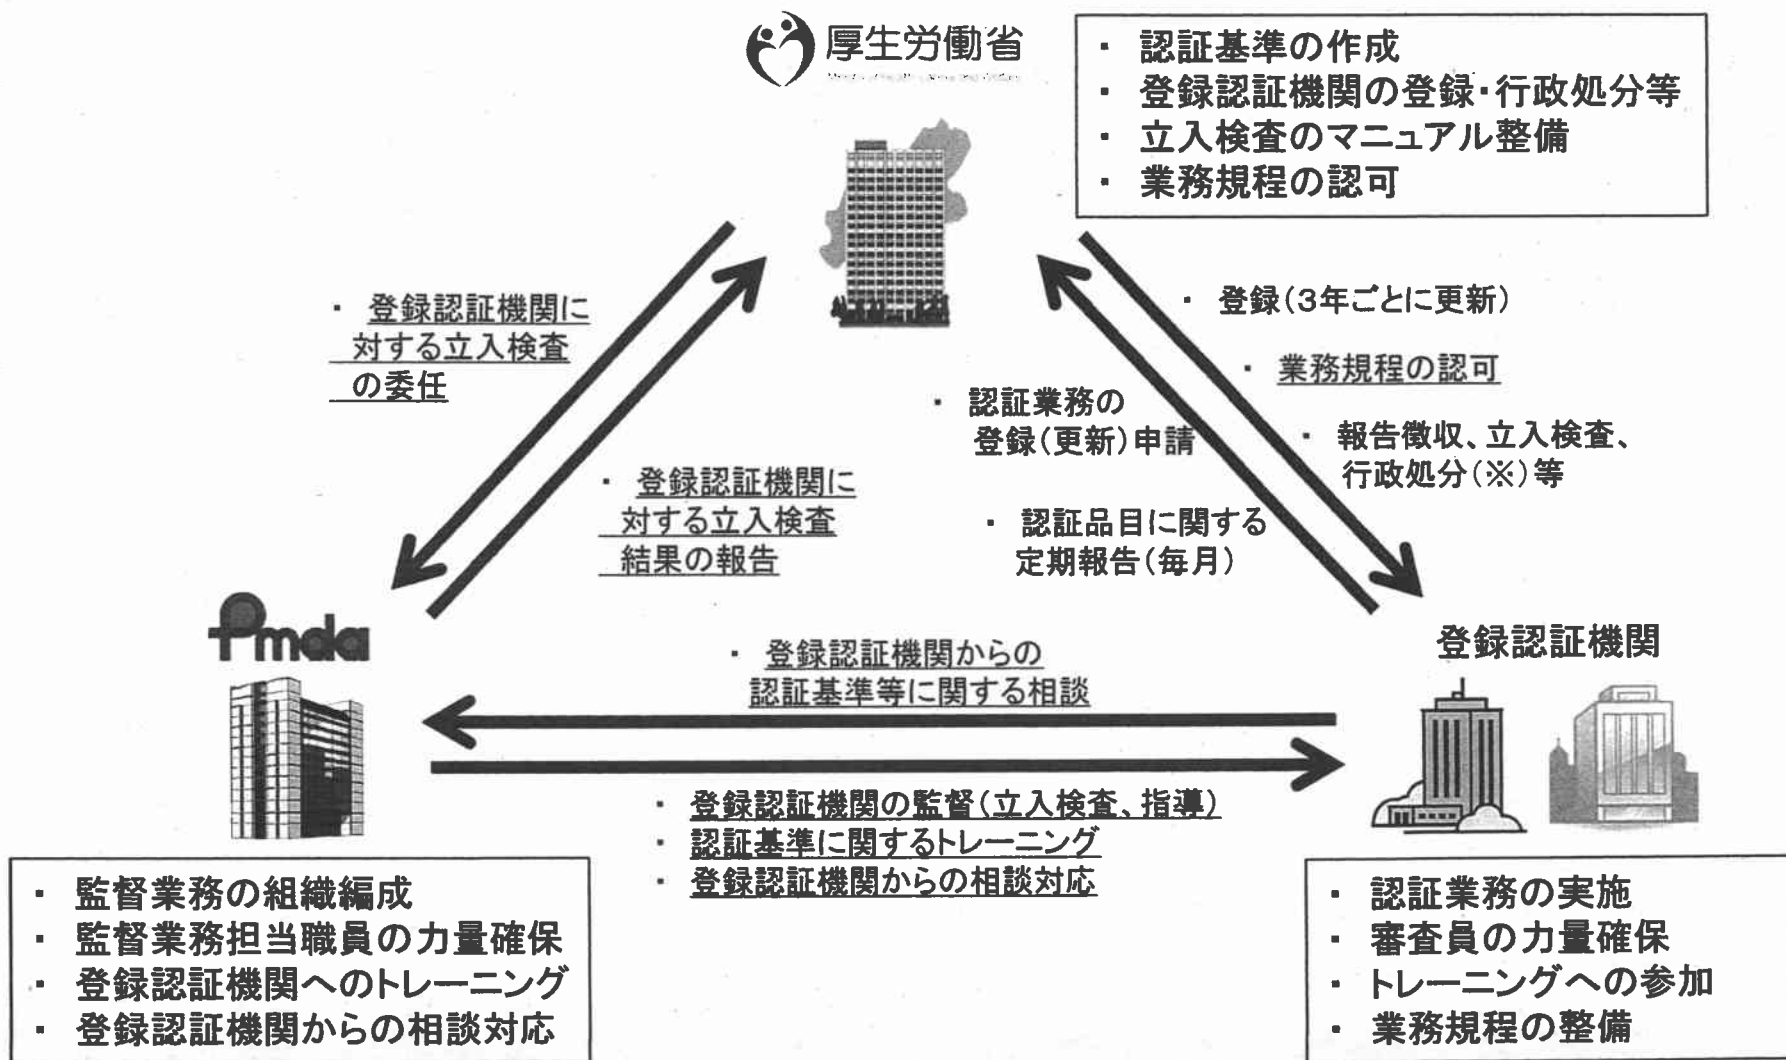 厚生労働省
・ 認証基準の作成
・ 登録認証機関の登録・行政処分等
・ 立入検査のマニュアル整備
・ 業務規程の認可
・ 登録認証機関に
対する立入検査
の委任
・ 登録認証機関に
対する立入検査
結果の報告
・ 登録(3年ごとに更新)
・ 業務規程の認可
・ 報告徴収、立入検査、
行政処分(※)等
・ 認証業務の
登録(更新)申請
・ 認証品目に関する
定期報告(毎月)
Pmda
登録認証機関
・ 登録認証機関からの
認証基準等に関する相談
・ 登録認証機関の監督(立入検査、指導)
・ 認証基準に関するトレーニング
・ 登録認証機関からの相談対応
・ 監督業務の組織編成
・ 監督業務担当職員の力量確保
・ 登録認証機関へのトレーニング
・ 登録認証機関からの相談対応
・ 認証業務の実施
・ 審査員の力量確保
・ トレーニングへの参加
・ 業務規程の整備